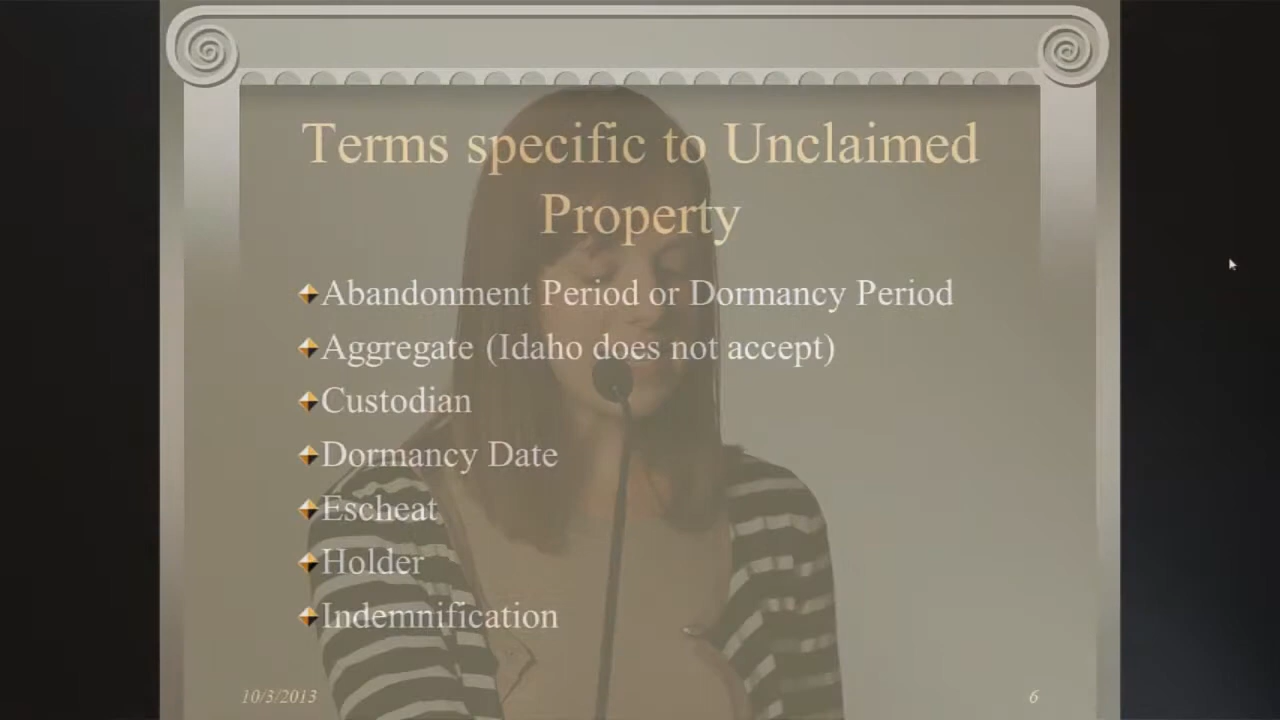 Terms specific to Unclaimed
Property
Abandonment Period or Dormancy Period
Aggregate (Idaho does not accept)
Custodian
Dormancy Date
Escheat
Holder
Indemnification
10/3/2013
6